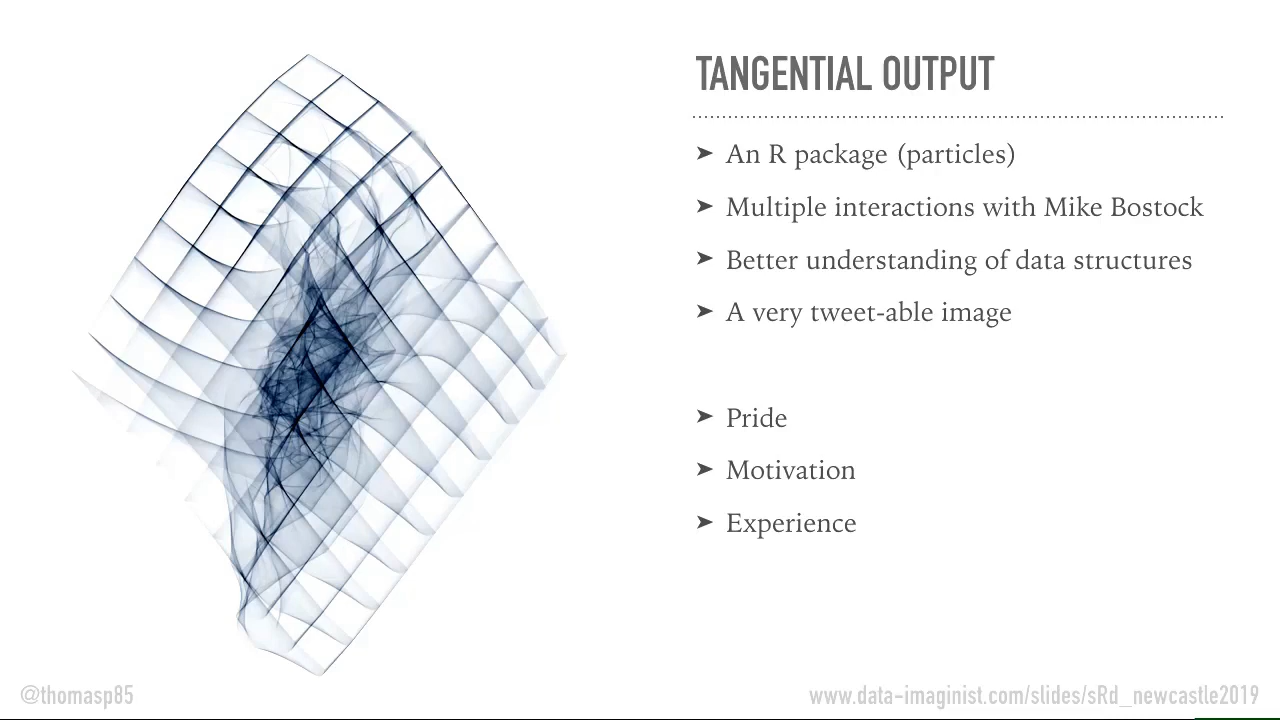 TANGENTIAL OUTPUT
➤ An R package (particles)
➤ Multiple interactions with Mike Bostock
➤ Better understanding of data structures
➤ A very tweet-able image
➤ Pride
➤ Motivation
➤ Experience
@thomasp85
www.data-imaginist.com/slides/sRd_newcastle2019